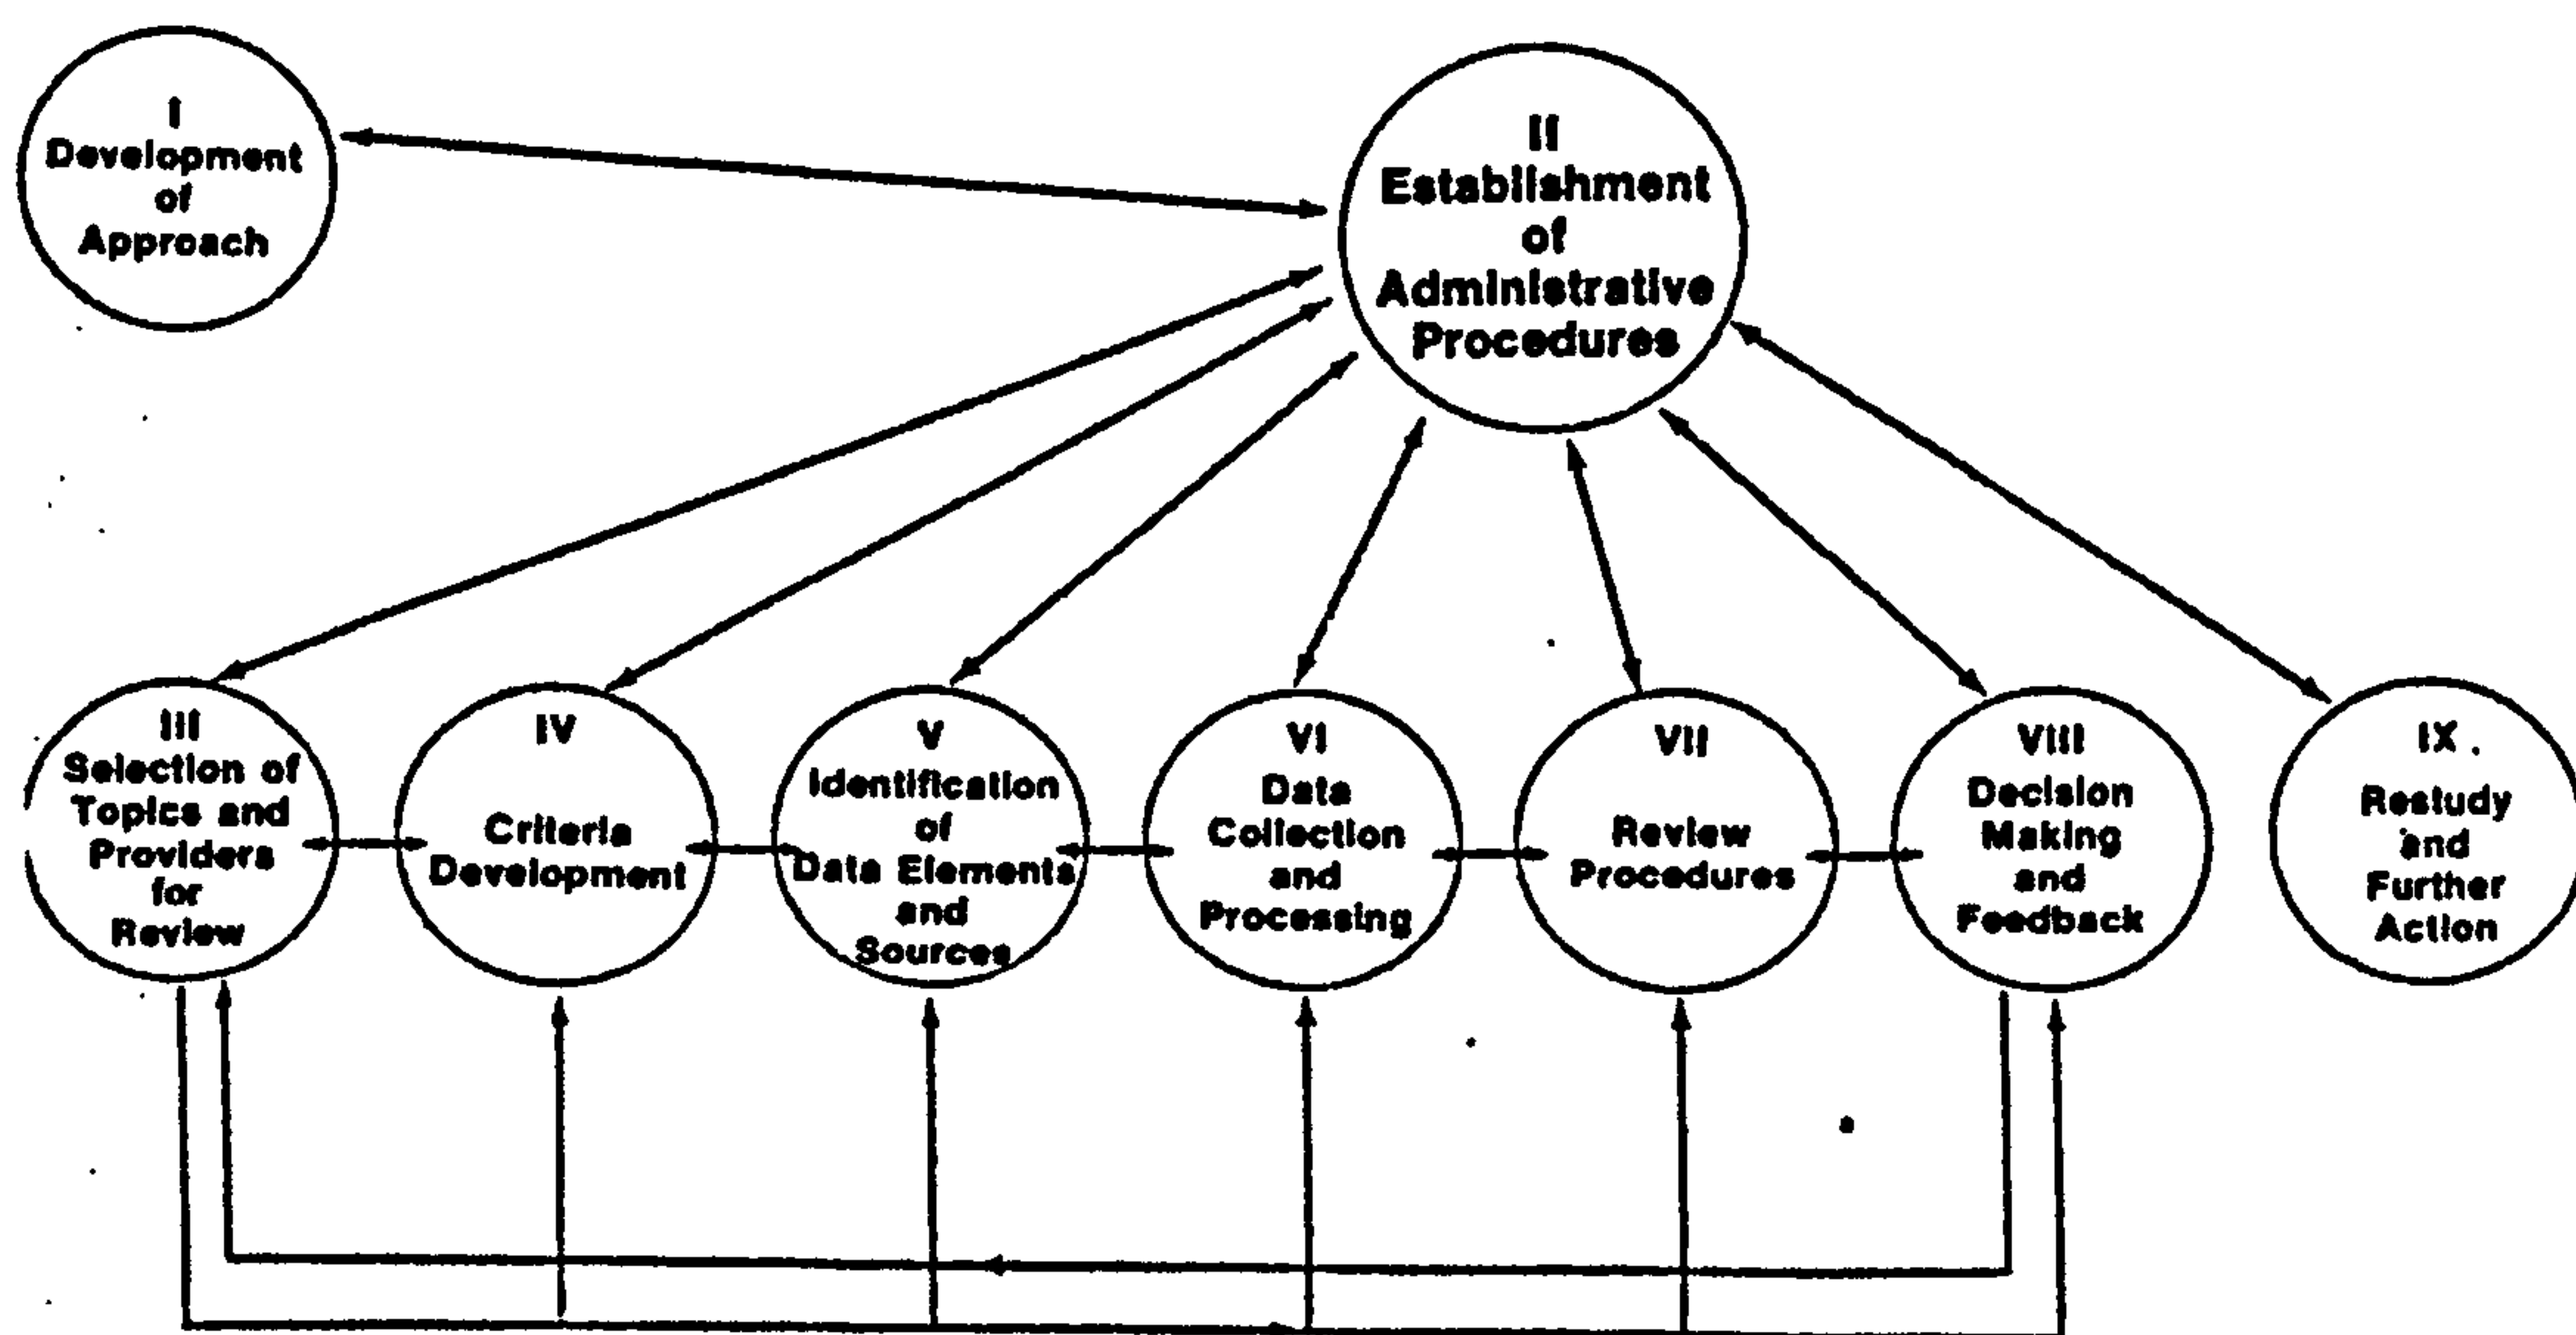 I
Development
of
Approach
II
Establishment
of
Administrative
Procedures
III
Selection of
Topics and
Providers
for
Review
IV
Criteria
Development
V
Identification
of
Data Elements
and
Sources
VI
Data
Collection
and
Processing
VII
Review
Procedures
VIII
Decision
Making
and
Feedback
IX.
Restudy
and
Further
Action